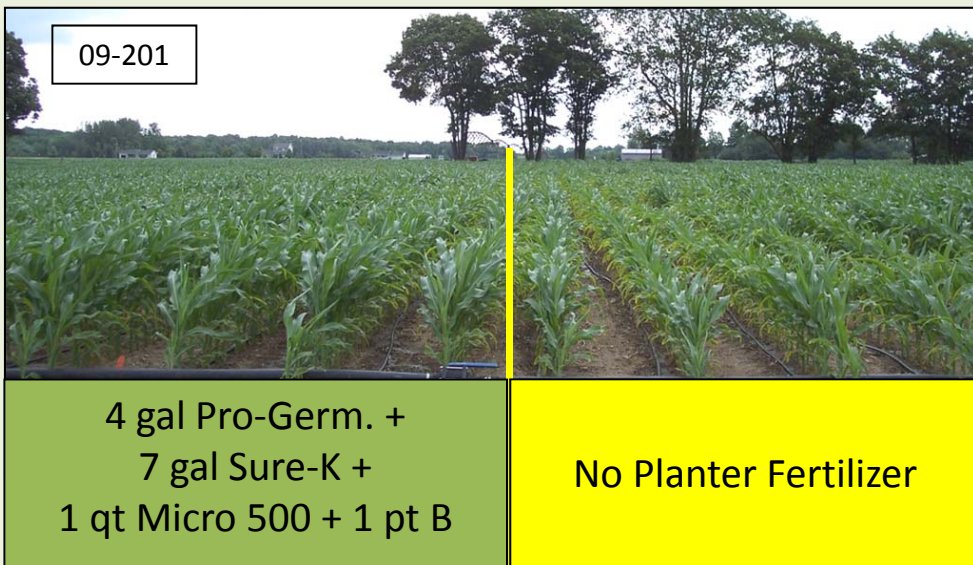 09-201
4 gal Pro-Germ. +
7 gal Sure-K +
1 qt Micro 500 + 1 pt B
No Planter Fertilizer